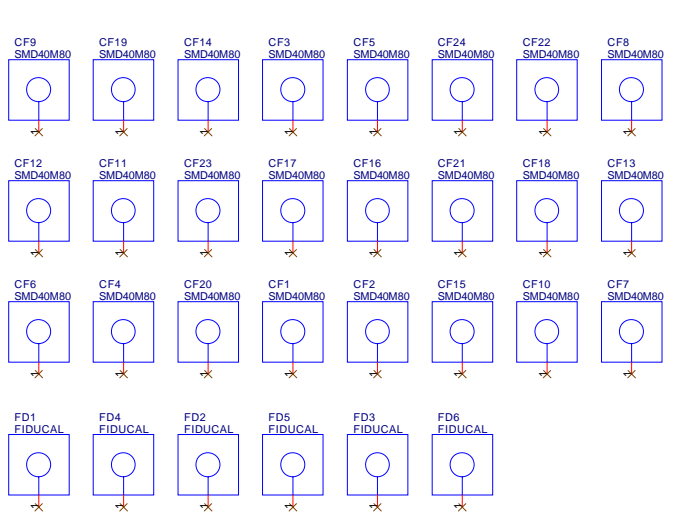 CF9 CF19 CF14 CF3 CF5 CF24 CF22 CF8
SMD40M80 SMD40M80 SMD40M80 SMD40M80 SMD40M80 SMD40M80 SMD40M80 SMD40M80
CF12 CF11 CF23 CF17 CF16 CF21 CF18 CF13
SMD40M80 SMD40M80 SMD40M80 SMD40M80 SMD40M80 SMD40M80 SMD40M80 SMD40M80
CF6 CF4 CF20 CF1 CF2 CF15 CF10 CF7
SMD40M80 SMD40M80 SMD40M80 SMD40M80 SMD40M80 SMD40M80 SMD40M80 SMD40M80
FD1 FD4 FD2 FD5 FD3 FD6
FIDUCAL FIDUCAL FIDUCAL FIDUCAL FIDUCAL FIDUCAL